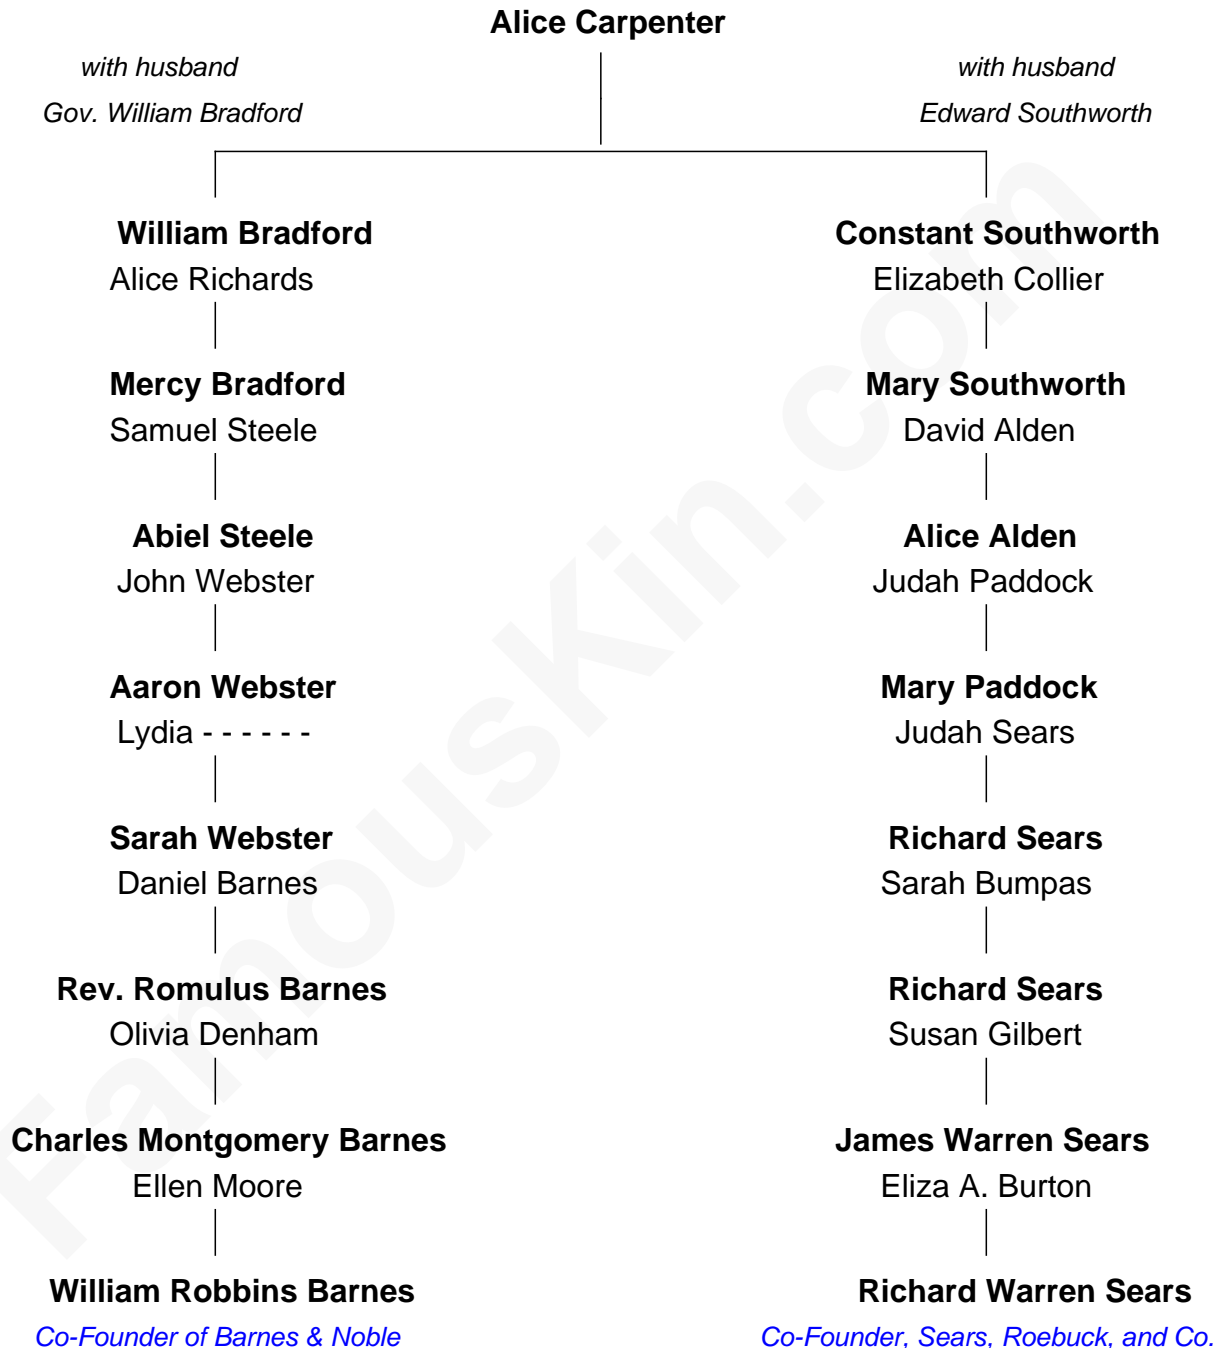 Alice Carpenter
with husband
Gov. William Bradford
with husband
Edward Southworth
William Bradford
Alice Richards
Constant Southworth
Elizabeth Collier
Mercy Bradford
Samuel Steele
Mary Southworth
David Alden
Abiel Steele
John Webster
Alice Alden
Judah Paddock
Aaron Webster
Lydia - - - - - -
Mary Paddock
Judah Sears
Sarah Webster
Daniel Barnes
Richard Sears
Sarah Bumpas
Rev. Romulus Barnes
Olivia Denham
Richard Sears
Susan Gilbert
Charles Montgomery Barnes
Ellen Moore
James Warren Sears
Eliza A. Burton
William Robbins Barnes
Co-Founder of Barnes & Noble
Richard Warren Sears
Co-Founder, Sears, Roebuck, and Co.
FamousKin.com